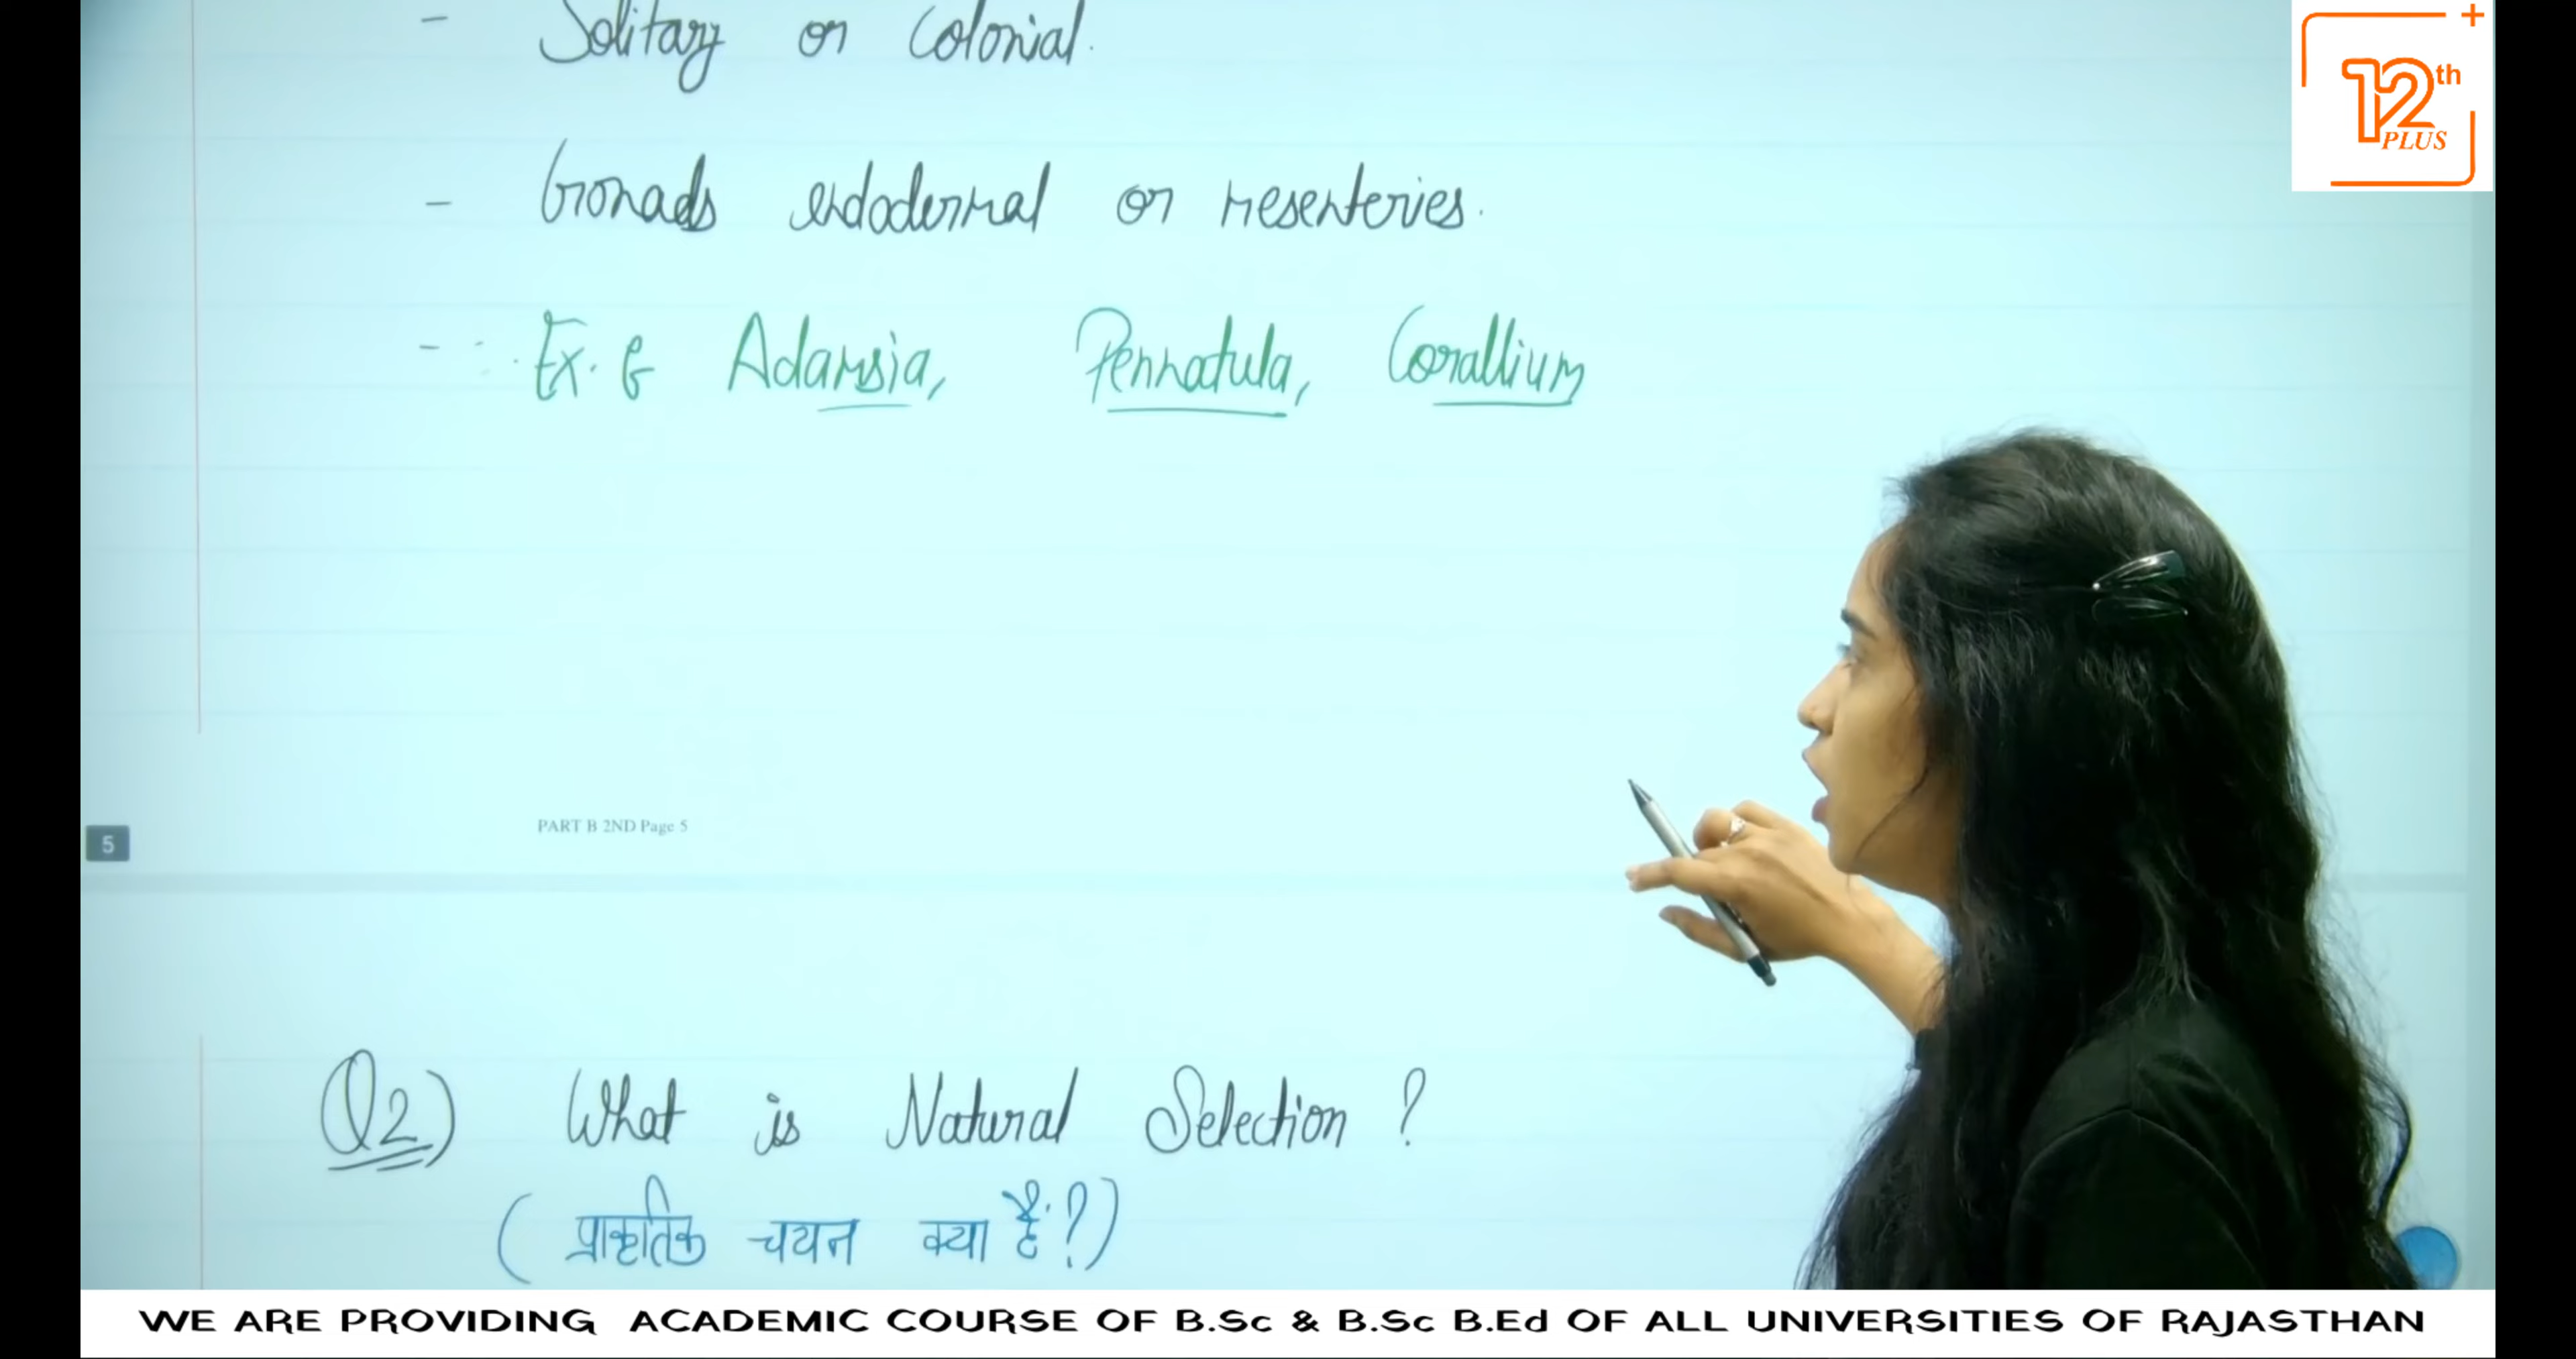 - Solitary or Colonial.
12th PLUS +
- Gonads endodermal or mesenteries.
- Ex. Adamsia, Pennatula, Corallium
PART B 2ND Page 5
5
Q2) What is Natural Selection ?
( प्राकृतिक चयन क्या है ? )
WE ARE PROVIDING ACADEMIC COURSE OF B.Sc & B.Sc B.Ed OF ALL UNIVERSITIES OF RAJASTHAN